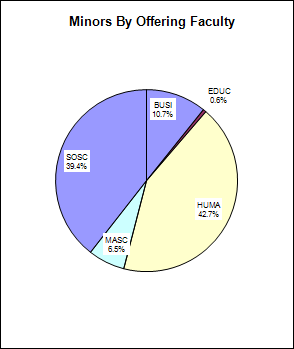 Minors By Offering Faculty
BUSI
10.7%
EDUC
0.6%
HUMA
42.7%
MASC
6.5%
SOSC
39.4%